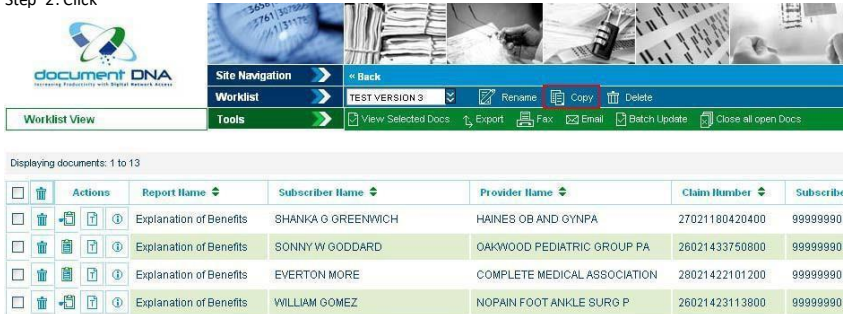 Step 2: Click
document DNA
Increasing Productivity with Digital Network Access
Site Navigation
« Back
Worklist
TEST VERSION 3
Rename
Copy
Delete
Worklist View
Tools
View Selected Docs
Export
Fax
Email
Batch Update
Close all open Docs
Displaying documents: 1 to 13
Actions Report Name Subscriber Name Provider Name Claim Number Subscribe
Explanation of Benefits SHANKA G GREENWICH HAINES OB AND GYNPA 27021180420400 99999990
Explanation of Benefits SONNY W GODDARD OAKWOOD PEDIATRIC GROUP PA 26021433750800 99999990
Explanation of Benefits EVERTON MORE COMPLETE MEDICAL ASSOCIATION 28021422101200 99999990
Explanation of Benefits WILLIAM GOMEZ NOPAIN FOOT ANKLE SURG P 26021423113800 99999990